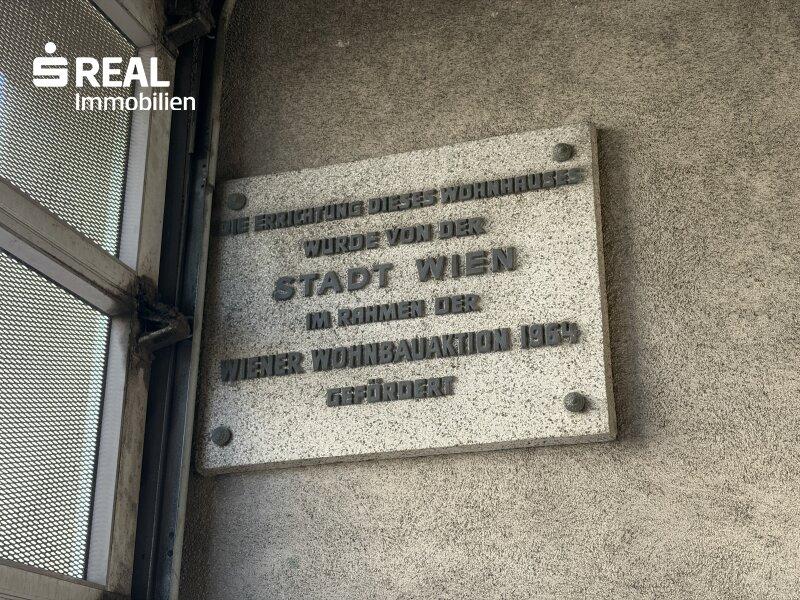 S REAL
Immobilien
DIE ERRICHTUNG DIESES WOHNHAUSES
WURDE VON DER
STADT WIEN
IM RAHMEN DER
WIENER WOHNBAUAKTION 1964
GEFÖRDERT